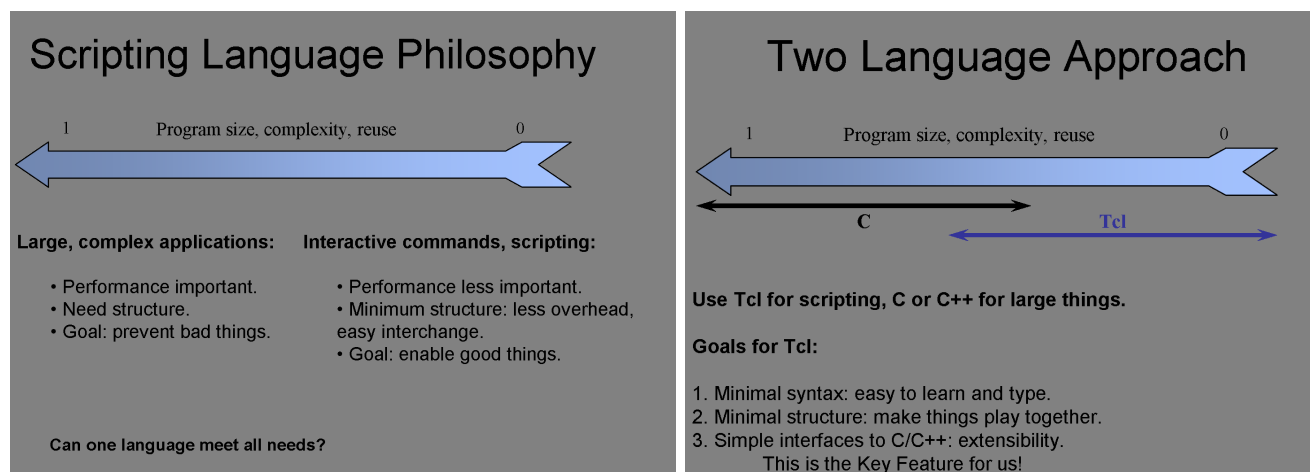 Scripting Language Philosophy
1 Program size, complexity, reuse 0
Large, complex applications:
• Performance important.
• Need structure.
• Goal: prevent bad things.
Interactive commands, scripting:
• Performance less important.
• Minimum structure: less overhead,
easy interchange.
• Goal: enable good things.
Can one language meet all needs?
Two Language Approach
1 Program size, complexity, reuse 0
C
Tcl
Use Tcl for scripting, C or C++ for large things.
Goals for Tcl:
1. Minimal syntax: easy to learn and type.
2. Minimal structure: make things play together.
3. Simple interfaces to C/C++: extensibility.
This is the Key Feature for us!